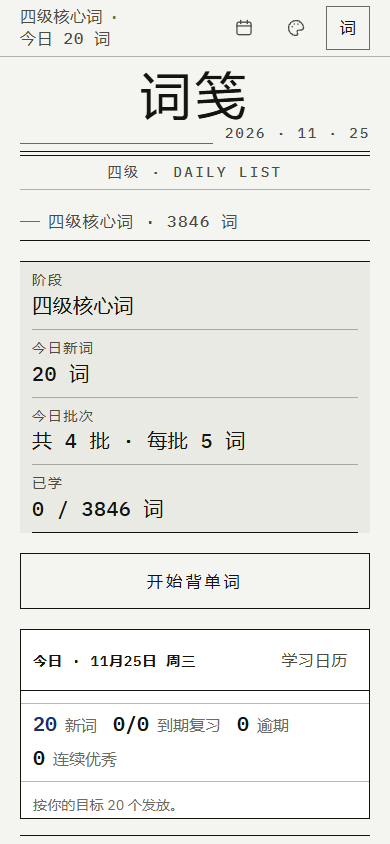 四级核心词 ·
今日 20 词
词
词笺
2026 · 11 · 25
四级 · DAILY LIST
四级核心词 · 3846 词
阶段
四级核心词
今日新词
20 词
今日批次
共 4 批 · 每批 5 词
已学
0 / 3846 词
开始背单词
今日 · 11月25日 周三
学习日历
20 新词 0/0 到期复习 0 逾期
0 连续优秀
按你的目标 20 个发放。